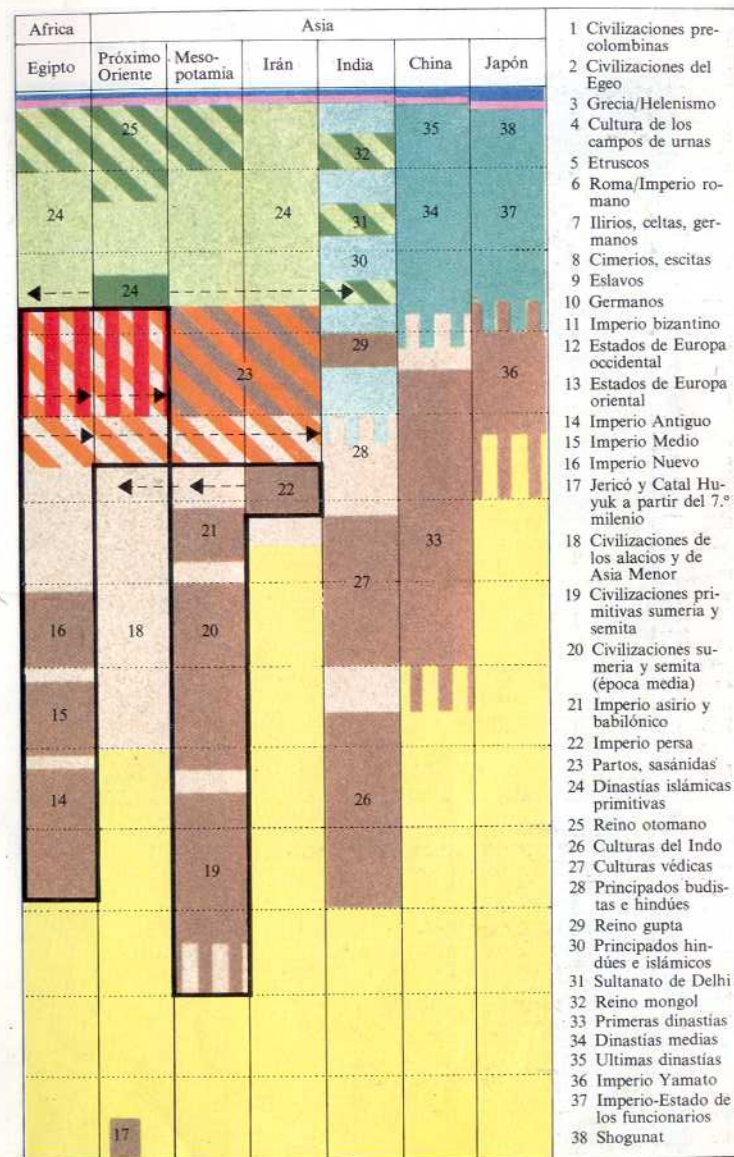 Africa
Asia
Egipto
Próximo
Oriente
Meso-
potamia
Irán
India
China
Japón
25
35
38
32
24
24
34
37
31
30
24
29
23
36
28
22
21
33
27
16
18
20
15
14
26
19
17
1 Civilizaciones pre-
colombinas
2 Civilizaciones del
Egeo
3 Grecia/Helenismo
4 Cultura de los
campos de urnas
5 Etruscos
6 Roma/Imperio ro-
mano
7 Ilirios, celtas, ger-
manos
8 Cimerios, escitas
9 Eslavos
10 Germanos
11 Imperio bizantino
12 Estados de Europa
occidental
13 Estados de Europa
oriental
14 Imperio Antiguo
15 Imperio Medio
16 Imperio Nuevo
17 Jericó y Catal Hu-
yuk a partir del 7.º
milenio
18 Civilizaciones de
los alacios y de
Asia Menor
19 Civilizaciones pri-
mitivas sumeria y
semita
20 Civilizaciones su-
meria y semita
(época media)
21 Imperio asirio y
babilónico
22 Imperio persa
23 Partos, sasánidas
24 Dinastías islámicas
primitivas
25 Reino otomano
26 Culturas del Indo
27 Culturas védicas
28 Principados budis-
tas e hindúes
29 Reino gupta
30 Principados hin-
dúes e islámicos
31 Sultanato de Delhi
32 Reino mongol
33 Primeras dinastías
34 Dinastías medias
35 Ultimas dinastías
36 Imperio Yamato
37 Imperio-Estado de
los funcionarios
38 Shogunat